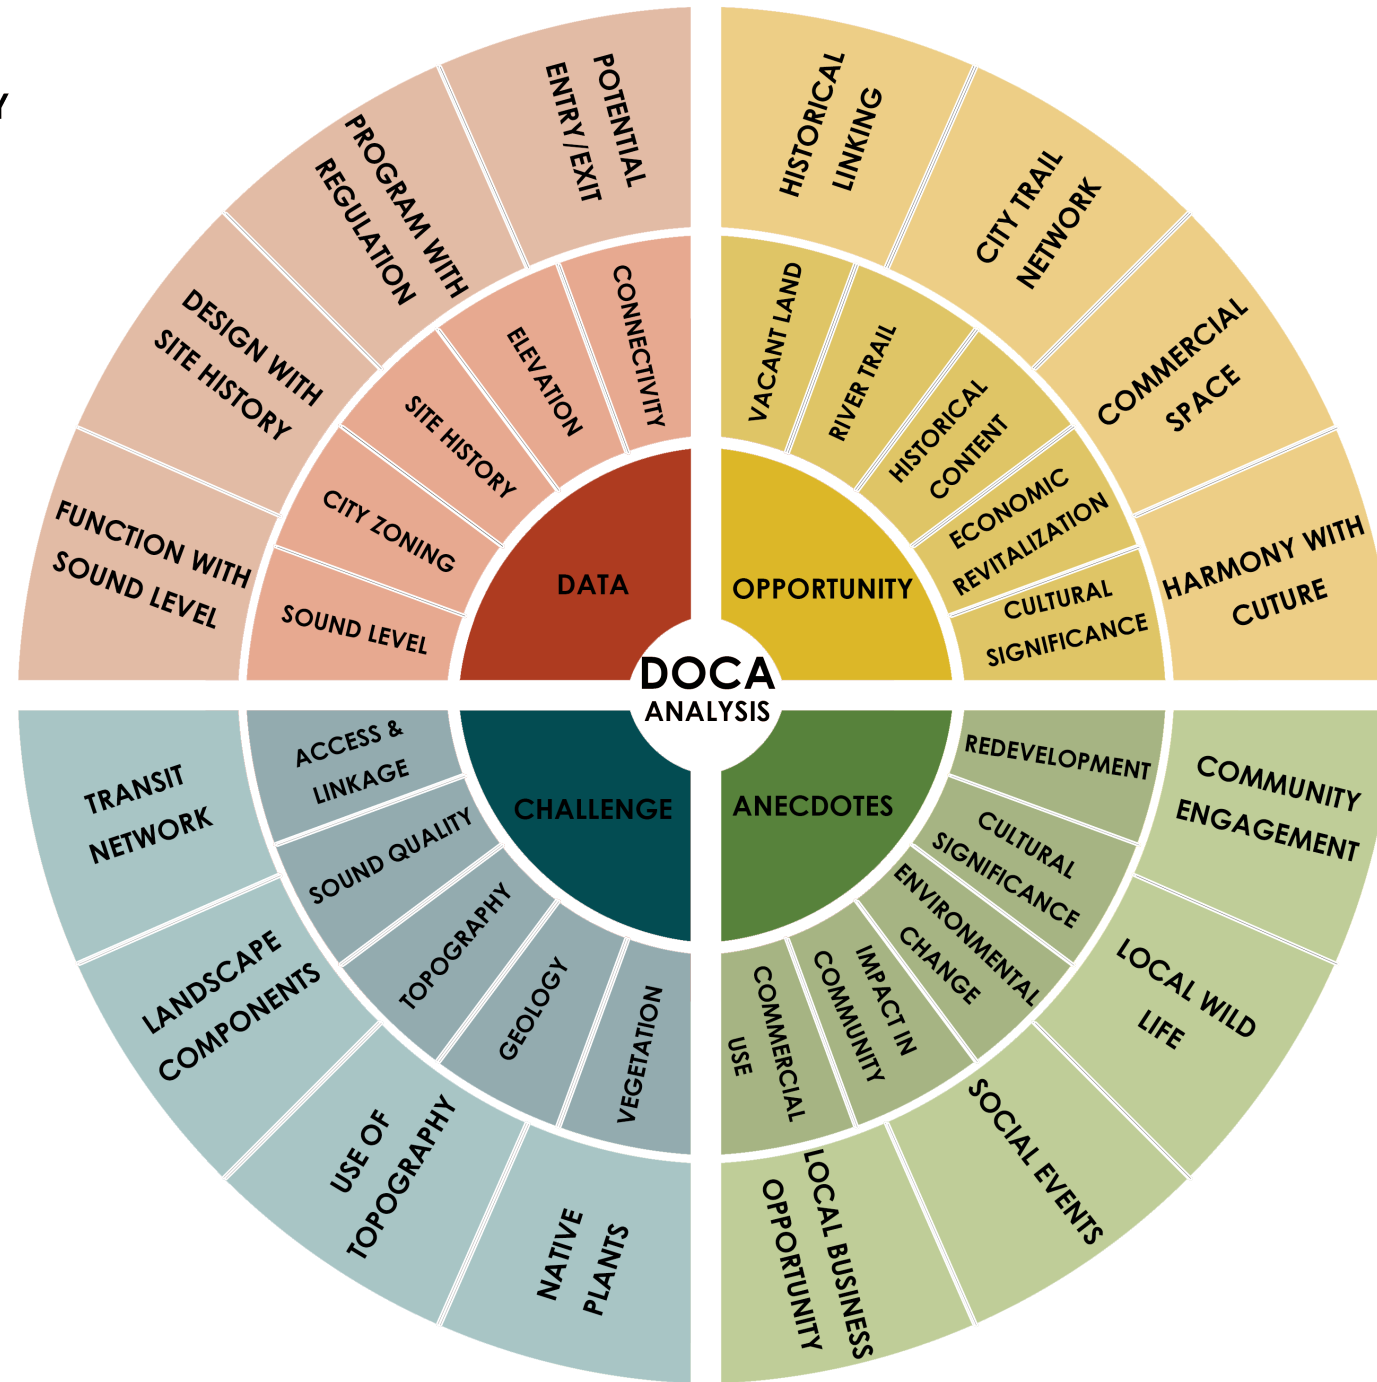 Y
DOCA
ANALYSIS
DATA
CONNECTIVITY
ELEVATION
SITE HISTORY
CITY ZONING
SOUND LEVEL
POTENTIAL
ENTRY/EXIT
PROGRAM WITH
REGULATION
DESIGN WITH
SITE HISTORY
FUNCTION WITH
SOUND LEVEL
OPPORTUNITY
VACANT LAND
RIVER TRAIL
HISTORICAL
CONTENT
ECONOMIC
REVITALIZATION
CULTURAL
SIGNIFICANCE
HISTORICAL
LINKING
CITY TRAIL
NETWORK
COMMERCIAL
SPACE
HARMONY WITH
CUTURE
CHALLENGE
ACCESS &
LINKAGE
SOUND QUALITY
TOPOGRAPHY
GEOLOGY
VEGETATION
TRANSIT
NETWORK
LANDSCAPE
COMPONENTS
USE OF
TOPOGRAPHY
NATIVE
PLANTS
ANECDOTES
REDEVELOPMENT
CULTURAL
SIGNIFICANCE
ENVIRONMENTAL
CHANGE
IMPACT IN
COMMUNITY
COMMERCIAL
USE
COMMUNITY
ENGAGEMENT
LOCAL WILD
LIFE
SOCIAL EVENTS
LOCAL BUSINESS
OPPORTUNITY